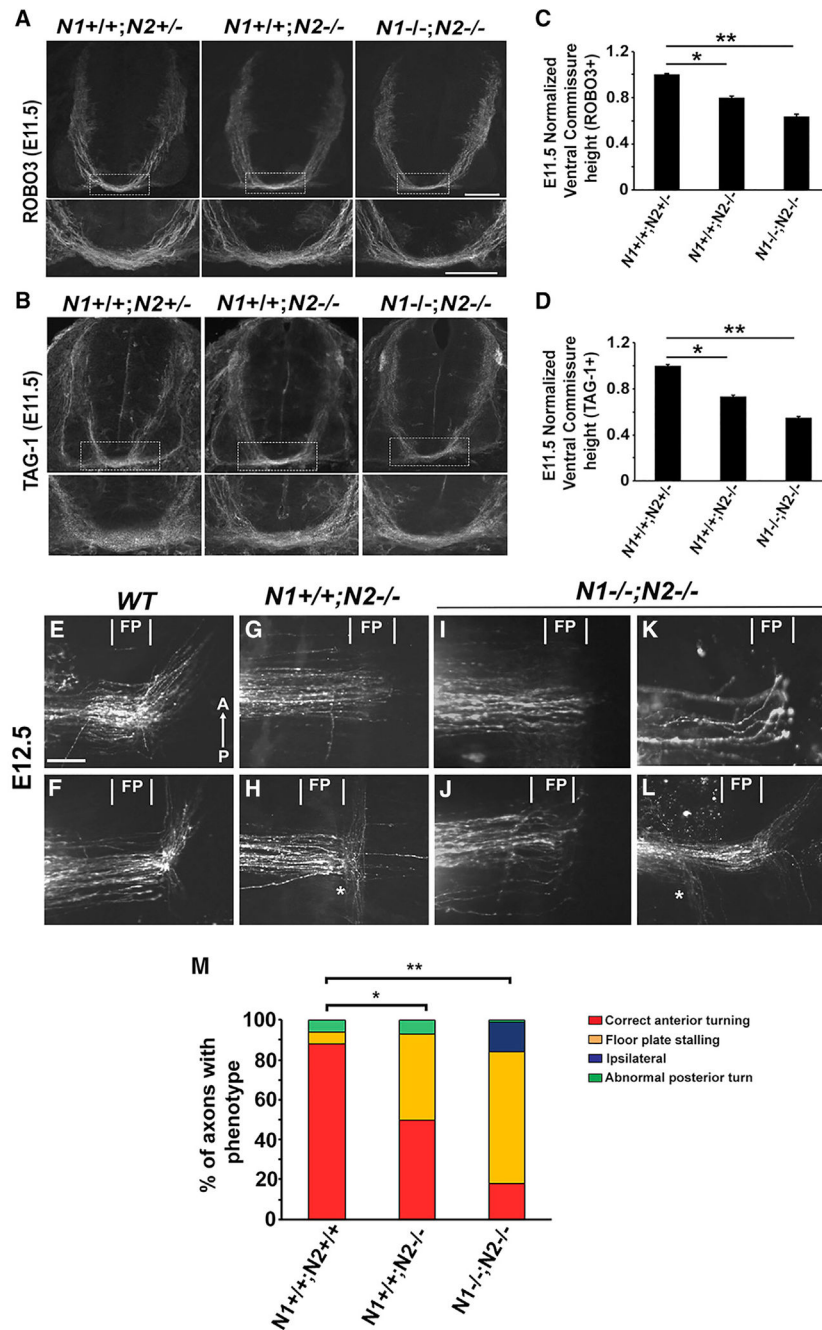 A
N1+/+;N2+/-
N1+/+;N2-/-
N1-/-;N2-/-
ROBO3 (E11.5)
C
**
*
E11.5 Normalized
Ventral Commissure
height (ROBO3+)
1.2
0.8
0.4
0
N1+/+;N2+/-
N1+/+;N2-/-
N1-/-;N2-/-
B
N1+/+;N2+/-
N1+/+;N2-/-
N1-/-;N2-/-
TAG-1 (E11.5)
D
**
*
E11.5 Normalized
Ventral Commissure
height (TAG-1+)
1.2
0.8
0.4
0
N1+/+;N2+/-
N1+/+;N2-/-
N1-/-;N2-/-
WT
N1+/+;N2-/-
N1-/-;N2-/-
E12.5
E
FP
A
P
G
FP
I
FP
K
FP
F
FP
H
FP
*
J
FP
L
FP
*
M
**
*
% of axons with
phenotype
100
80
60
40
20
0
N1+/+;N2+/+
N1+/+;N2-/-
N1-/-;N2-/-
Correct anterior turning
Floor plate stalling
Ipsilateral
Abnormal posterior turn